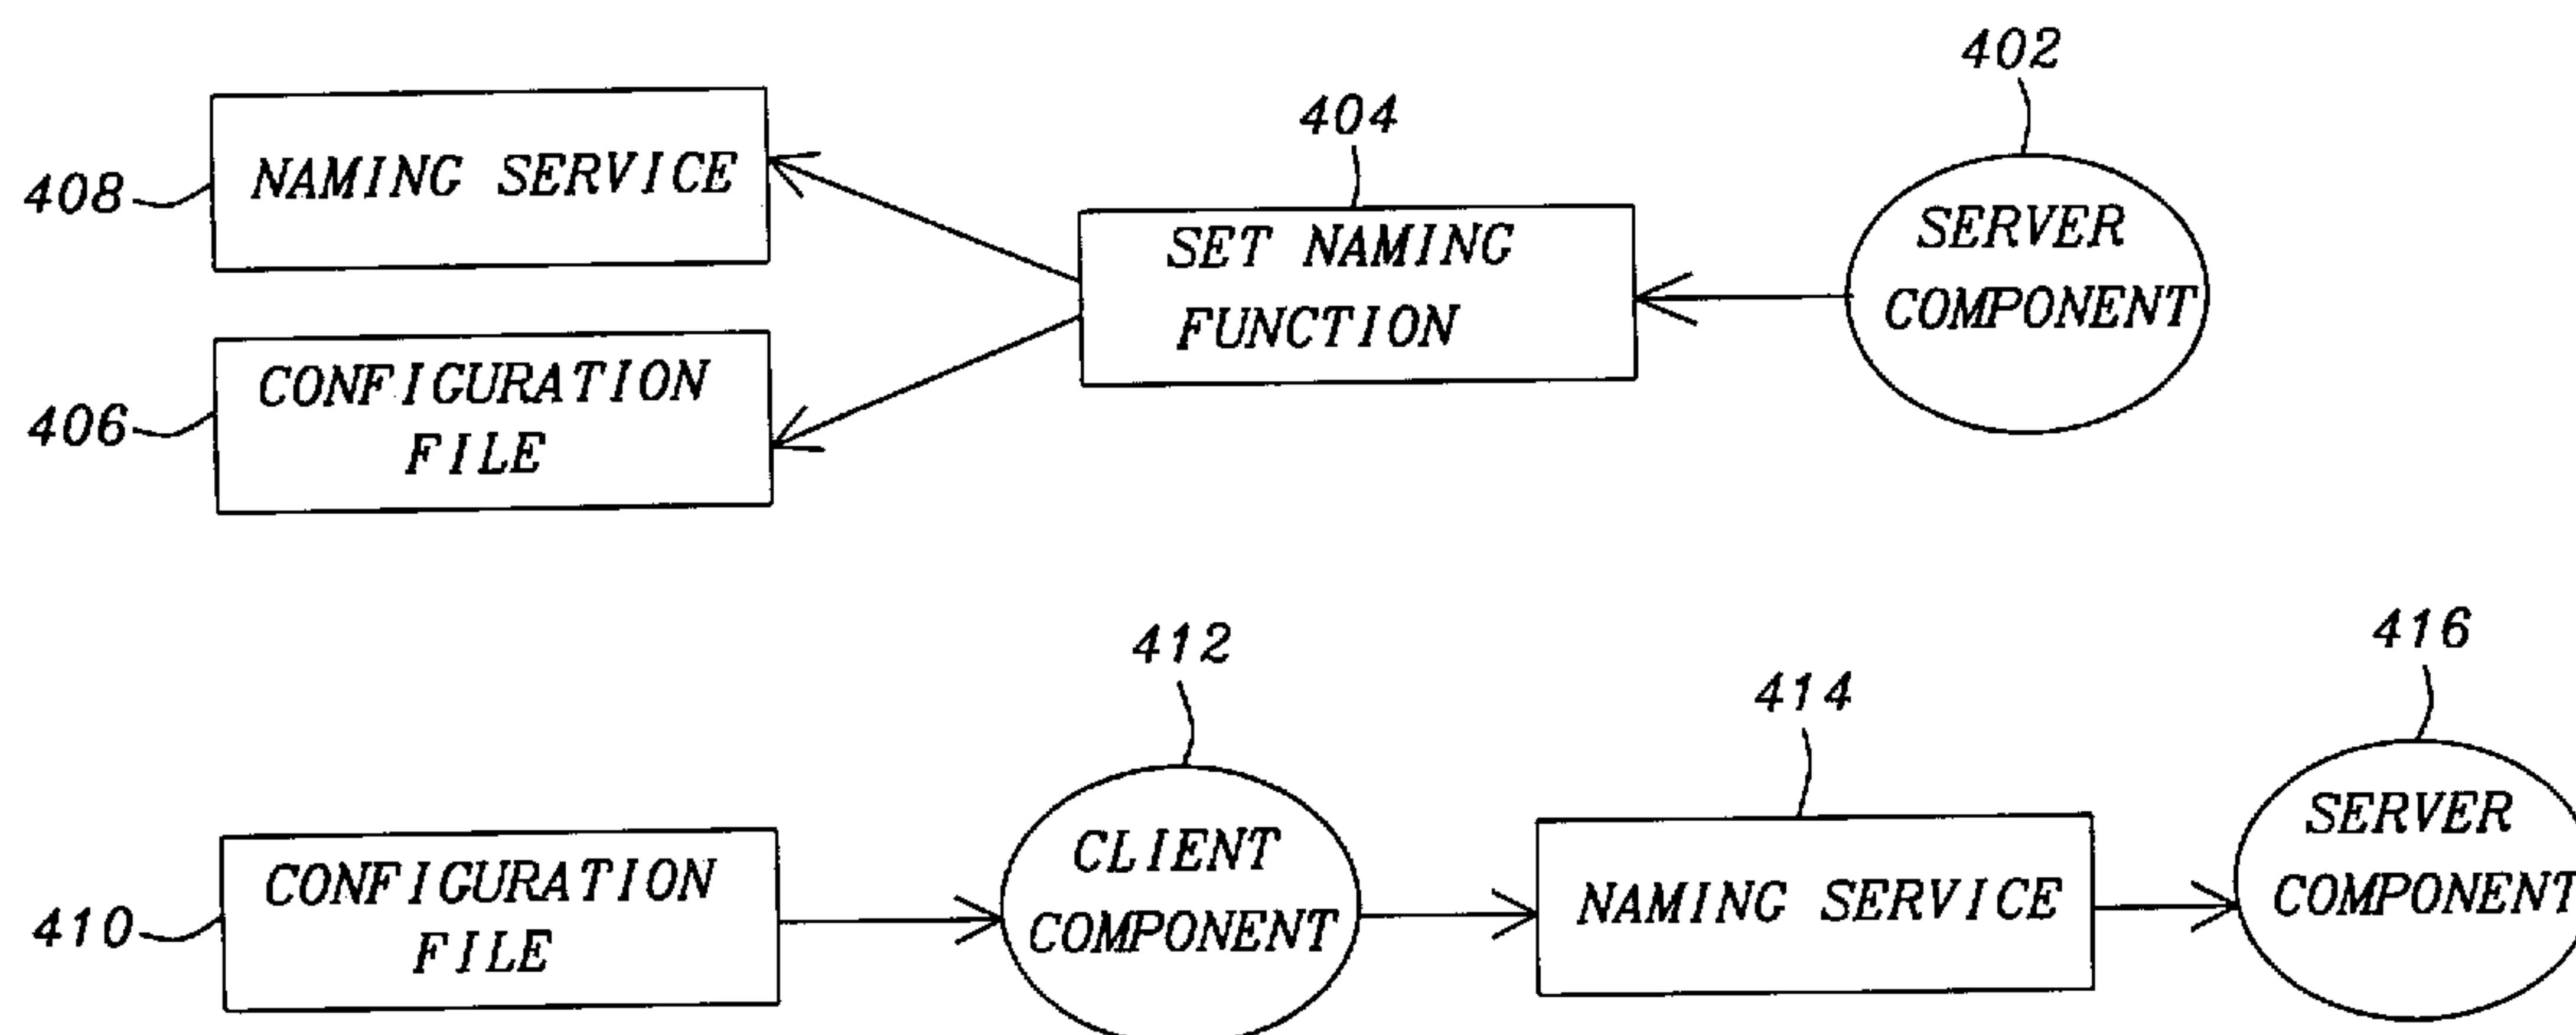 402
404
408
NAMING SERVICE
SET NAMING
FUNCTION
SERVER
COMPONENT
406
CONFIGURATION
FILE
412
414
416
410
CONFIGURATION
FILE
CLIENT
COMPONENT
NAMING SERVICE
SERVER
COMPONENT